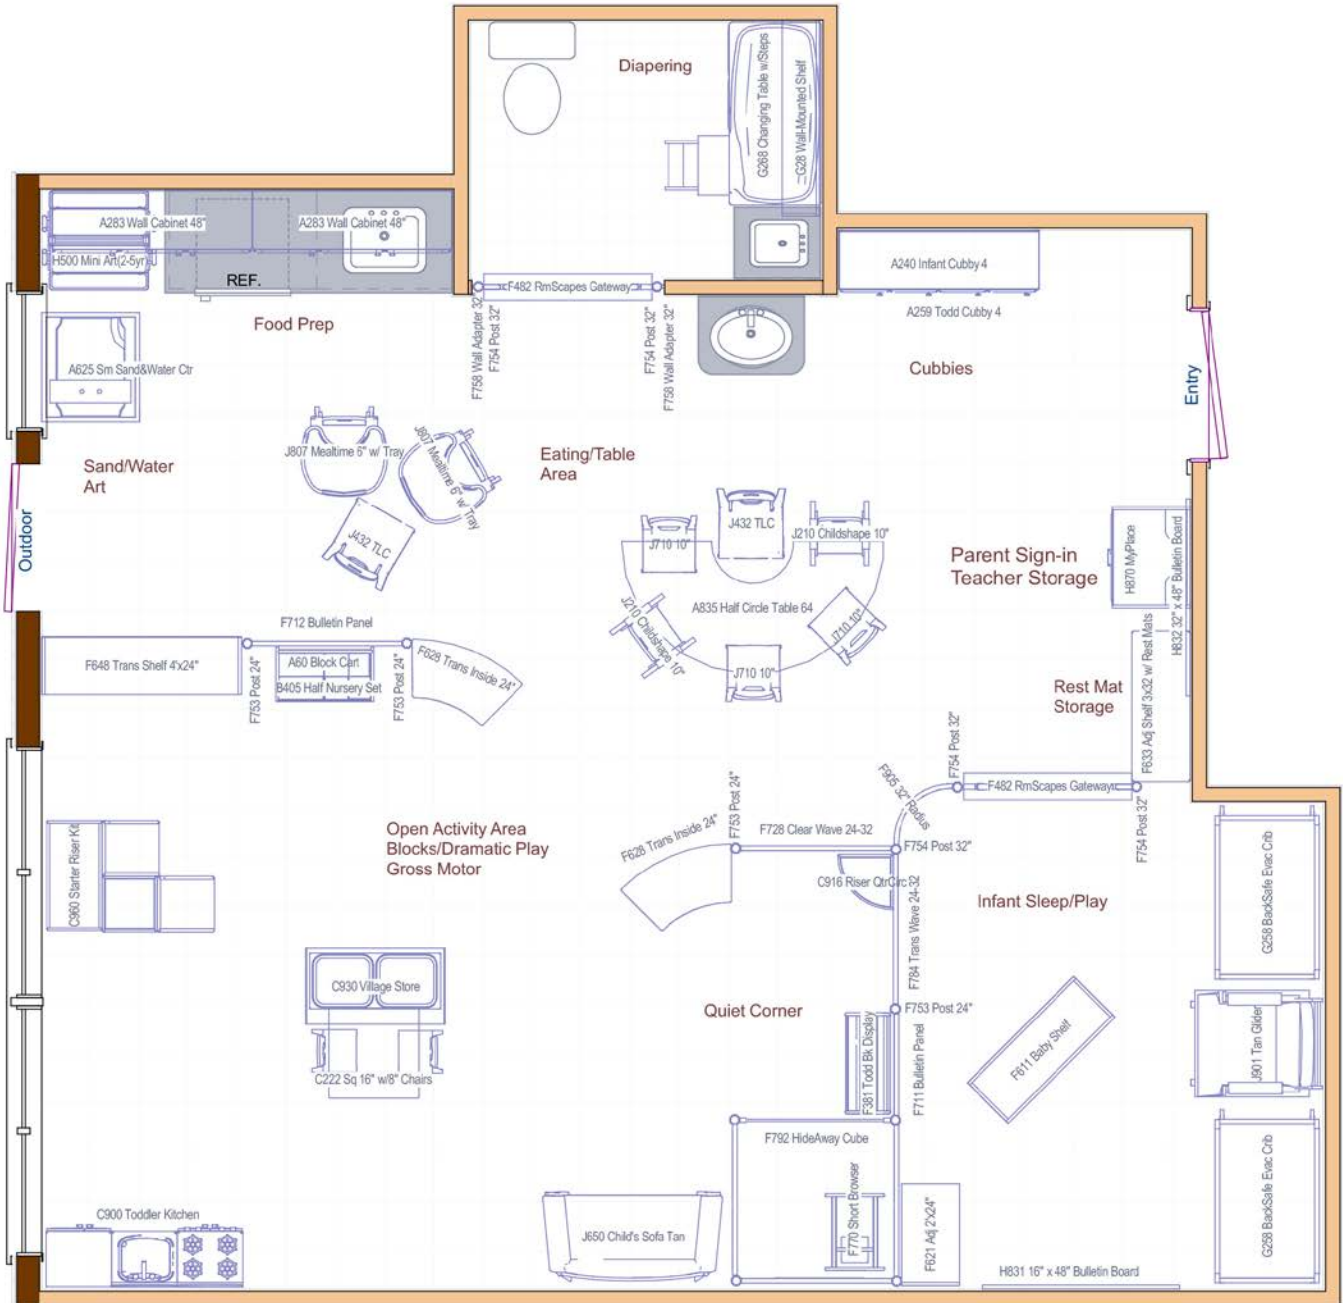 Diapering
G268 Changing Table w/Steps
G28 Wall-Mounted Shelf
A283 Wall Cabinet 48"
A283 Wall Cabinet 48"
H500 Mini Art(2-5yr)
REF.
F482 RmScapes Gateway
A240 Infant Cubby 4
A259 Todd Cubby 4
Food Prep
F758 Wall Adapter 32"
F754 Post 32"
F754 Post 32"
F758 Wall Adapter 32"
A625 Sm Sand&Water Ctr
Cubbies
Entry
Sand/Water
Art
J807 Mealtime 6" w/ Tray
J807 Mealtime 6" w/ Tray
Eating/Table
Area
Outdoor
J432 TLC
J710 10"
J432 TLC
J210 Childshape 10"
Parent Sign-in
Teacher Storage
H870 MyPlace
H832 32" x 48" Bulletin Board
A835 Half Circle Table 64
J210 Childshape 10"
J710 10"
J710 10"
F712 Bulletin Panel
F648 Trans Shelf 4'x24"
F753 Post 24"
A60 Block Cart
B405 Half Nursery Set
F753 Post 24"
F628 Trans Inside 24"
Rest Mat
Storage
F633 Adj Shelf 3x32 w/ Rest Mats
F754 Post 32"
F482 RmScapes Gateway
F905 32" Radius
F754 Post 32"
Open Activity Area
Blocks/Dramatic Play
Gross Motor
F628 Trans Inside 24"
F753 Post 24"
F728 Clear Wave 24-32
F754 Post 32"
C960 Starter Riser Kit
C916 Riser QtrCirc
F784 Trans Wave 24-32
Infant Sleep/Play
G258 BackSafe Evac Crib
C930 Village Store
Quiet Corner
F753 Post 24"
F381 Todd Bk Display
F711 Bulletin Panel
F611 Baby Shelf
J901 Tan Glider
C222 Sq 16" w/8" Chairs
F792 HideAway Cube
F770 Short Browser
F621 Adj 2'x24"
G258 BackSafe Evac Crib
C900 Toddler Kitchen
J650 Child's Sofa Tan
H831 16" x 48" Bulletin Board